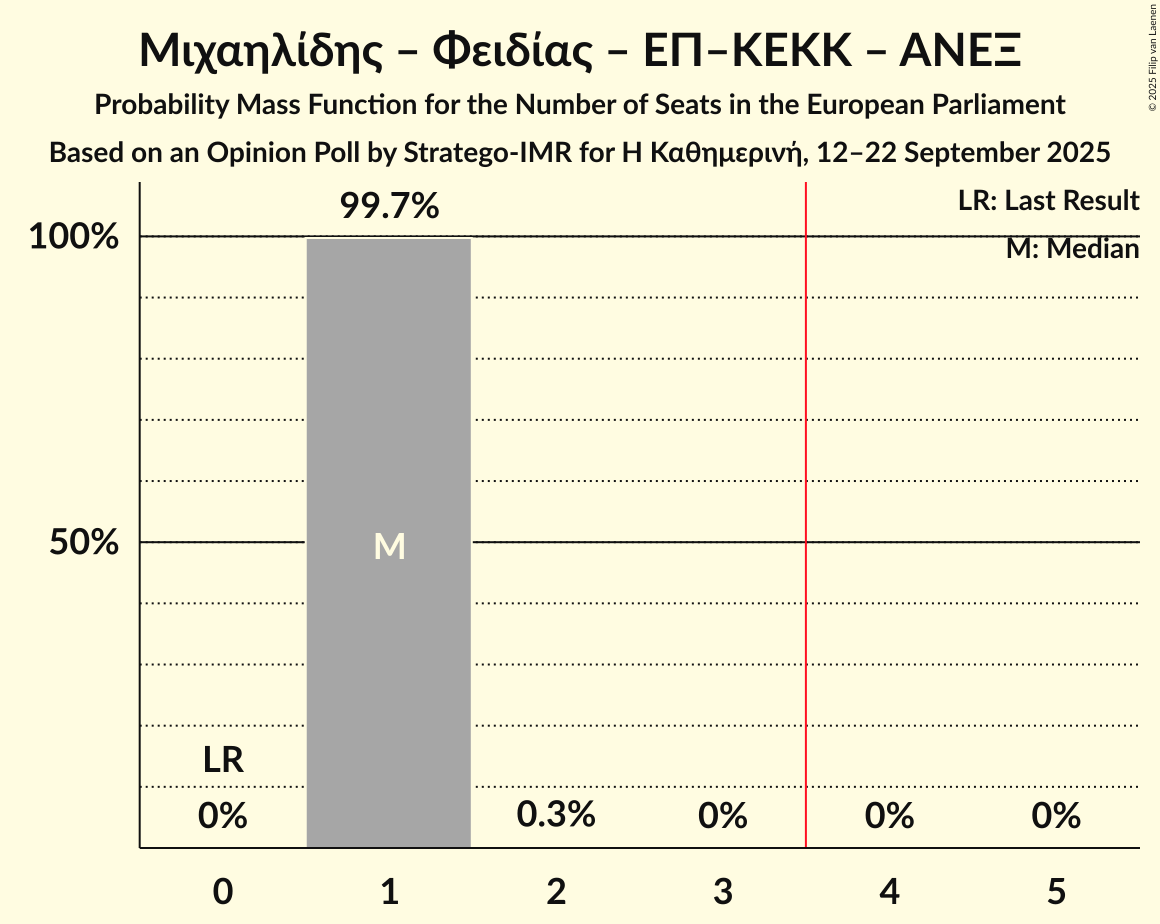 Μιχαηλίδης – Φειδίας – ΕΠ–ΚΕΚΚ – ΑΝΕΞ
Probability Mass Function for the Number of Seats in the European Parliament
Based on an Opinion Poll by Stratego-IMR for Η Καθημερινή, 12–22 September 2025
© 2025 Filip van Laenen
LR: Last Result
M: Median
99.7%
100%
50%
M
LR
0%
0.3%
0%
0%
0%
0 1 2 3 4 5